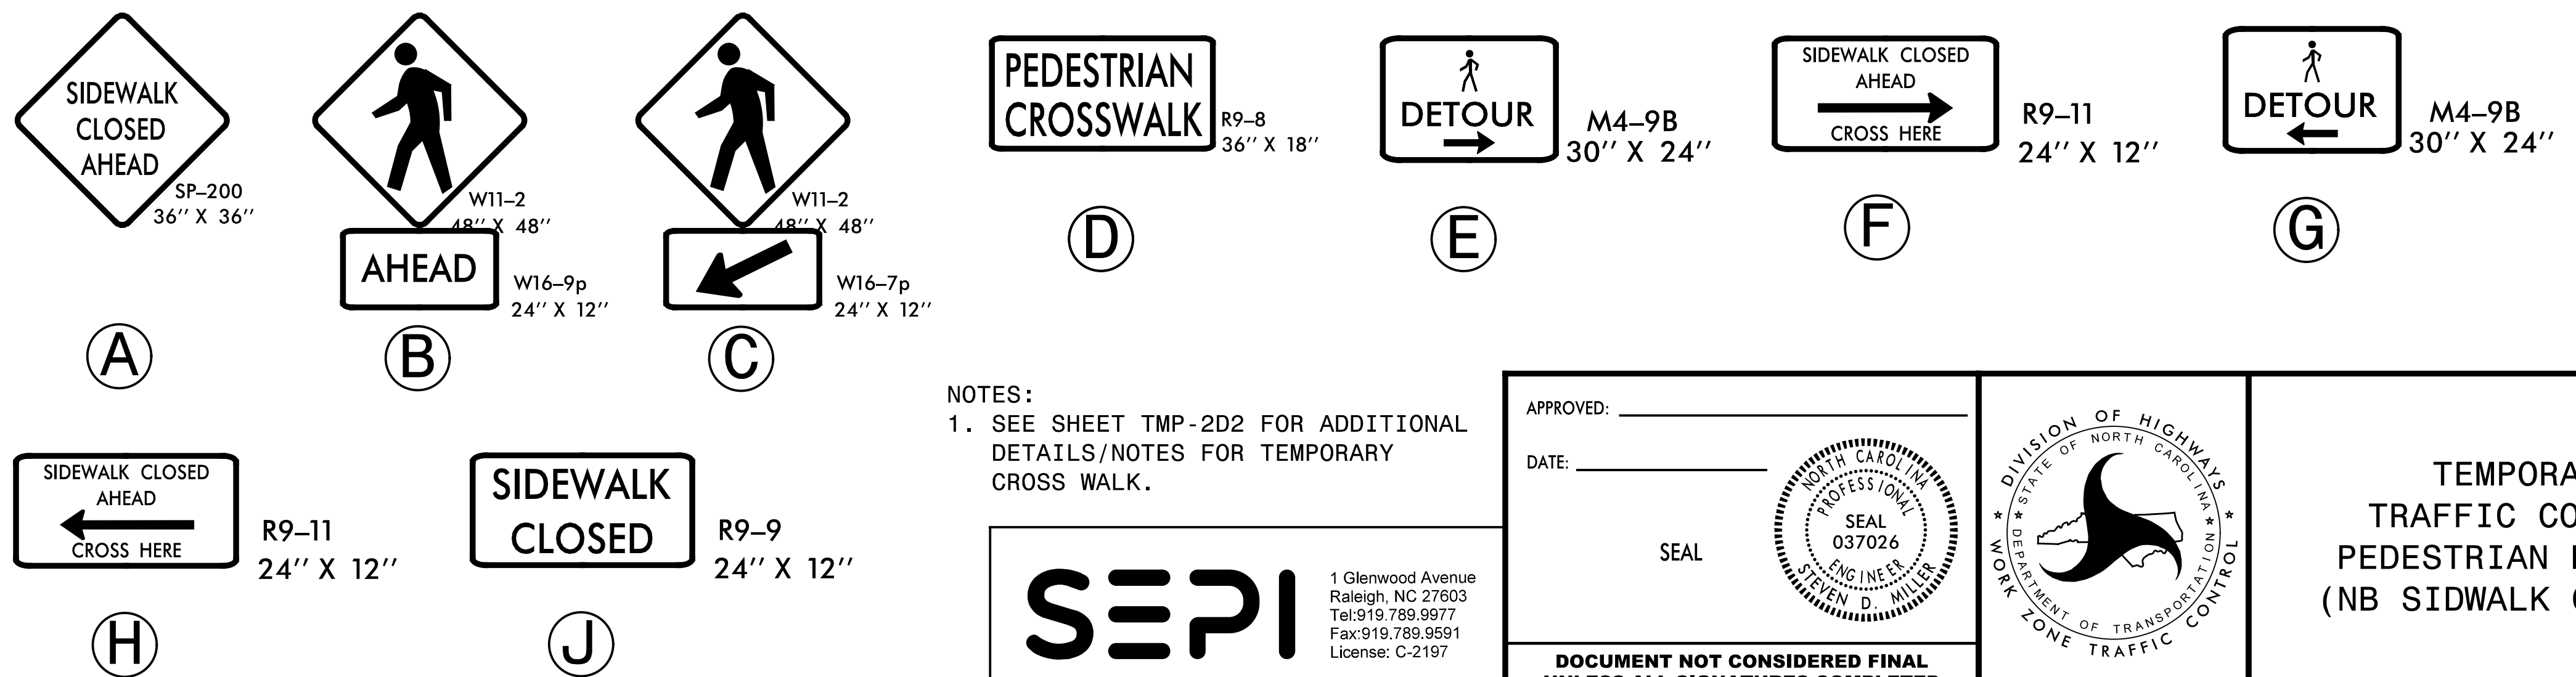 SIDEWALK
CLOSED
AHEAD
SP–200
36'' X 36''
A
W11–2
48'' X 48''
AHEAD
W16–9p
24'' X 12''
B
W11–2
48'' X 48''
W16–7p
24'' X 12''
C
PEDESTRIAN
CROSSWALK
R9–8
36'' X 18''
D
DETOUR
M4–9B
30'' X 24''
E
SIDEWALK CLOSED
AHEAD
CROSS HERE
R9–11
24'' X 12''
F
DETOUR
M4–9B
30'' X 24''
G
SIDEWALK CLOSED
AHEAD
CROSS HERE
R9–11
24'' X 12''
H
SIDEWALK
CLOSED
R9–9
24'' X 12''
J
NOTES:
1. SEE SHEET TMP-2D2 FOR ADDITIONAL
DETAILS/NOTES FOR TEMPORARY
CROSS WALK.
SEPI
1 Glenwood Avenue
Raleigh, NC 27603
Tel:919.789.9977
Fax:919.789.9591
License: C-2197
APPROVED:
DATE:
SEAL
NORTH CAROLINA
PROFESSIONAL
SEAL
037026
ENGINEER
STEVEN D. MILLER
DOCUMENT NOT CONSIDERED FINAL
UNLESS ALL SIGNATURES COMPLETED
DIVISION OF HIGHWAYS
STATE OF NORTH CAROLINA
DEPARTMENT OF TRANSPORTATION
WORK ZONE TRAFFIC CONTROL
TEMPORA
TRAFFIC CO
PEDESTRIAN
(NB SIDWALK